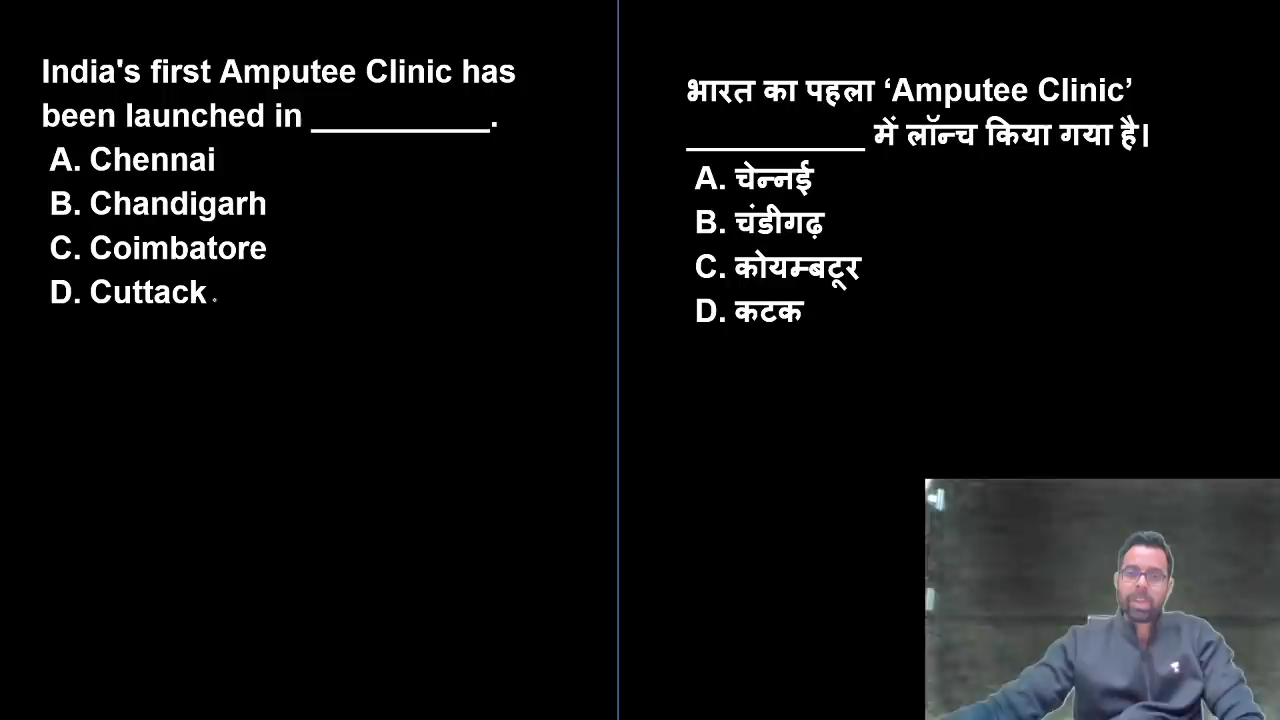 India's first Amputee Clinic has
been launched in __________.
A. Chennai
B. Chandigarh
C. Coimbatore
D. Cuttack
भारत का पहला ‘Amputee Clinic’
__________ में लॉन्च किया गया है।
A. चेन्नई
B. चंडीगढ़
C. कोयम्बटूर
D. कटक